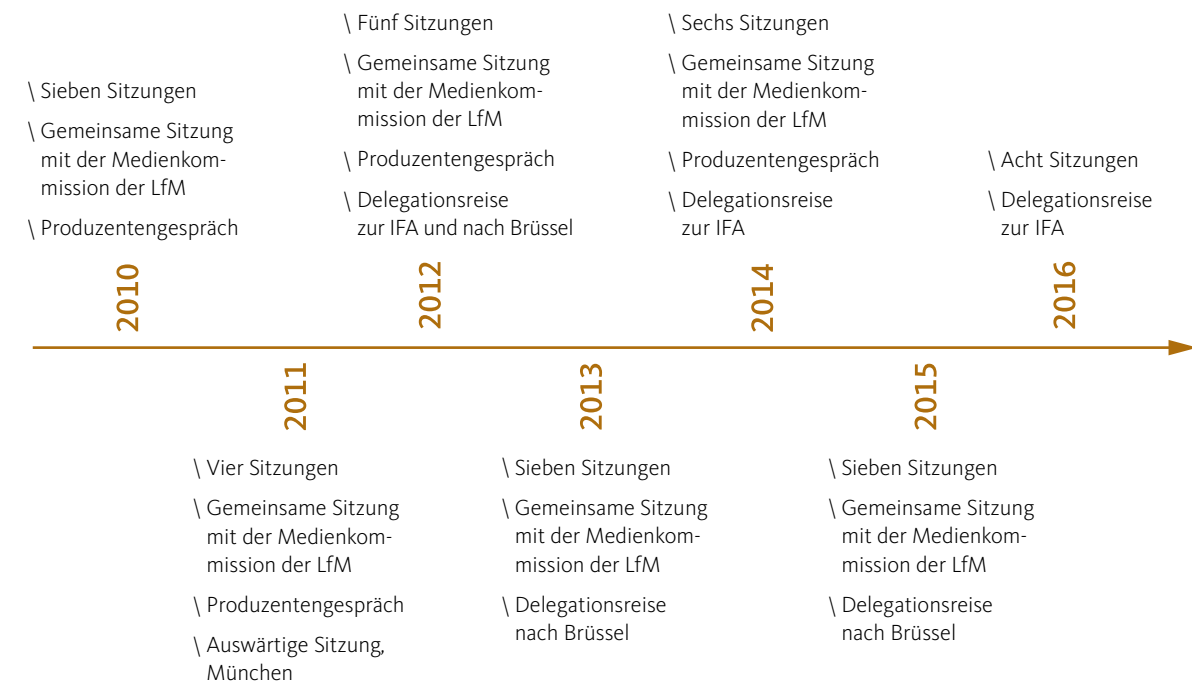 \ Sieben Sitzungen
\ Gemeinsame Sitzung
mit der Medienkom-
mission der LfM
\ Produzentengespräch
2010
\ Vier Sitzungen
\ Gemeinsame Sitzung
mit der Medienkom-
mission der LfM
\ Produzentengespräch
\ Auswärtige Sitzung,
München
2011
\ Fünf Sitzungen
\ Gemeinsame Sitzung
mit der Medienkom-
mission der LfM
\ Produzentengespräch
\ Delegationsreise
zur IFA und nach Brüssel
2012
\ Sieben Sitzungen
\ Gemeinsame Sitzung
mit der Medienkom-
mission der LfM
\ Delegationsreise
nach Brüssel
2013
\ Sechs Sitzungen
\ Gemeinsame Sitzung
mit der Medienkom-
mission der LfM
\ Produzentengespräch
\ Delegationsreise
zur IFA
2014
\ Sieben Sitzungen
\ Gemeinsame Sitzung
mit der Medienkom-
mission der LfM
\ Delegationsreise
nach Brüssel
2015
\ Acht Sitzungen
\ Delegationsreise
zur IFA
2016